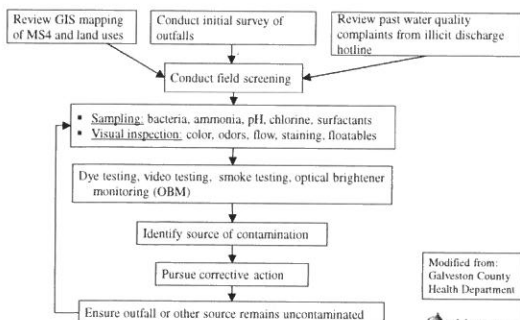 Review GIS mapping
of MS4 and land uses
Conduct initial survey of
outfalls
Review past water quality
complaints from illicit discharge
hotline
Conduct field screening
▪ Sampling: bacteria, ammonia, pH, chlorine, surfactants
▪ Visual inspection: color, odors, flow, staining, floatables
Dye testing, video testing, smoke testing, optical brightener
monitoring (OBM)
Identify source of contamination
Pursue corrective action
Ensure outfall or other source remains uncontaminated
Modified from:
Galveston County
Health Department